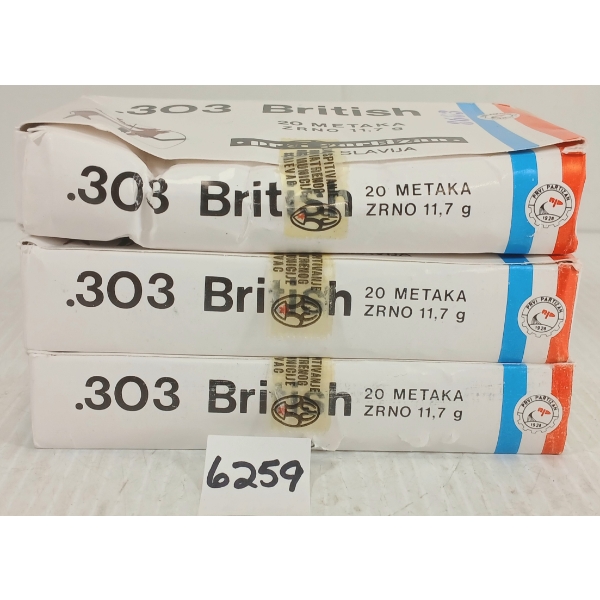 .303 British
20 METAKA
ZRNO 11,7 g
SLAVIJA
.303 British
20 METAKA
ZRNO 11,7 g
PRVI PARTIZAN
1928
.303 British
20 METAKA
ZRNO 11,7 g
PRVI PARTIZAN
1928
.303 British
20 METAKA
ZRNO 11,7 g
PRVI PARTIZAN
1928
6259